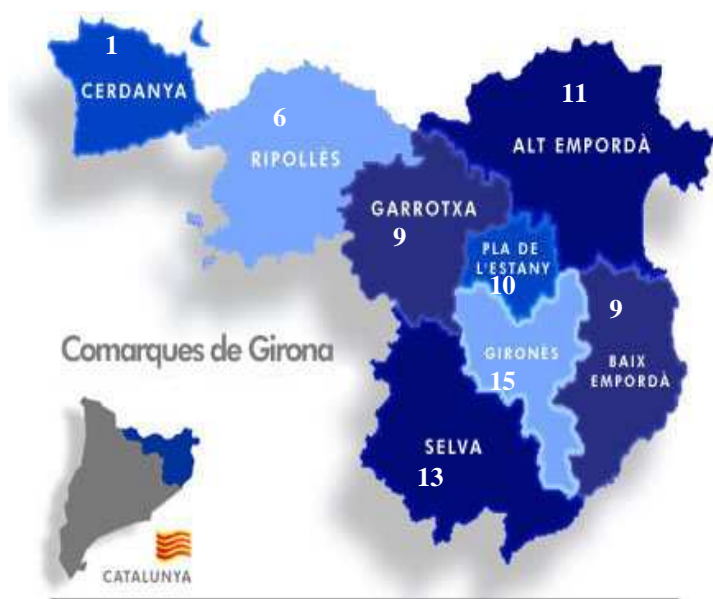 1
CERDANYA
6
RIPOLLÈS
11
ALT EMPORDÀ
GARROTXA
9
PLA DE
L'ESTANY
10
9
BAIX
EMPORDÀ
GIRONÈS
15
Comarques de Girona
SELVA
13
CATALUNYA